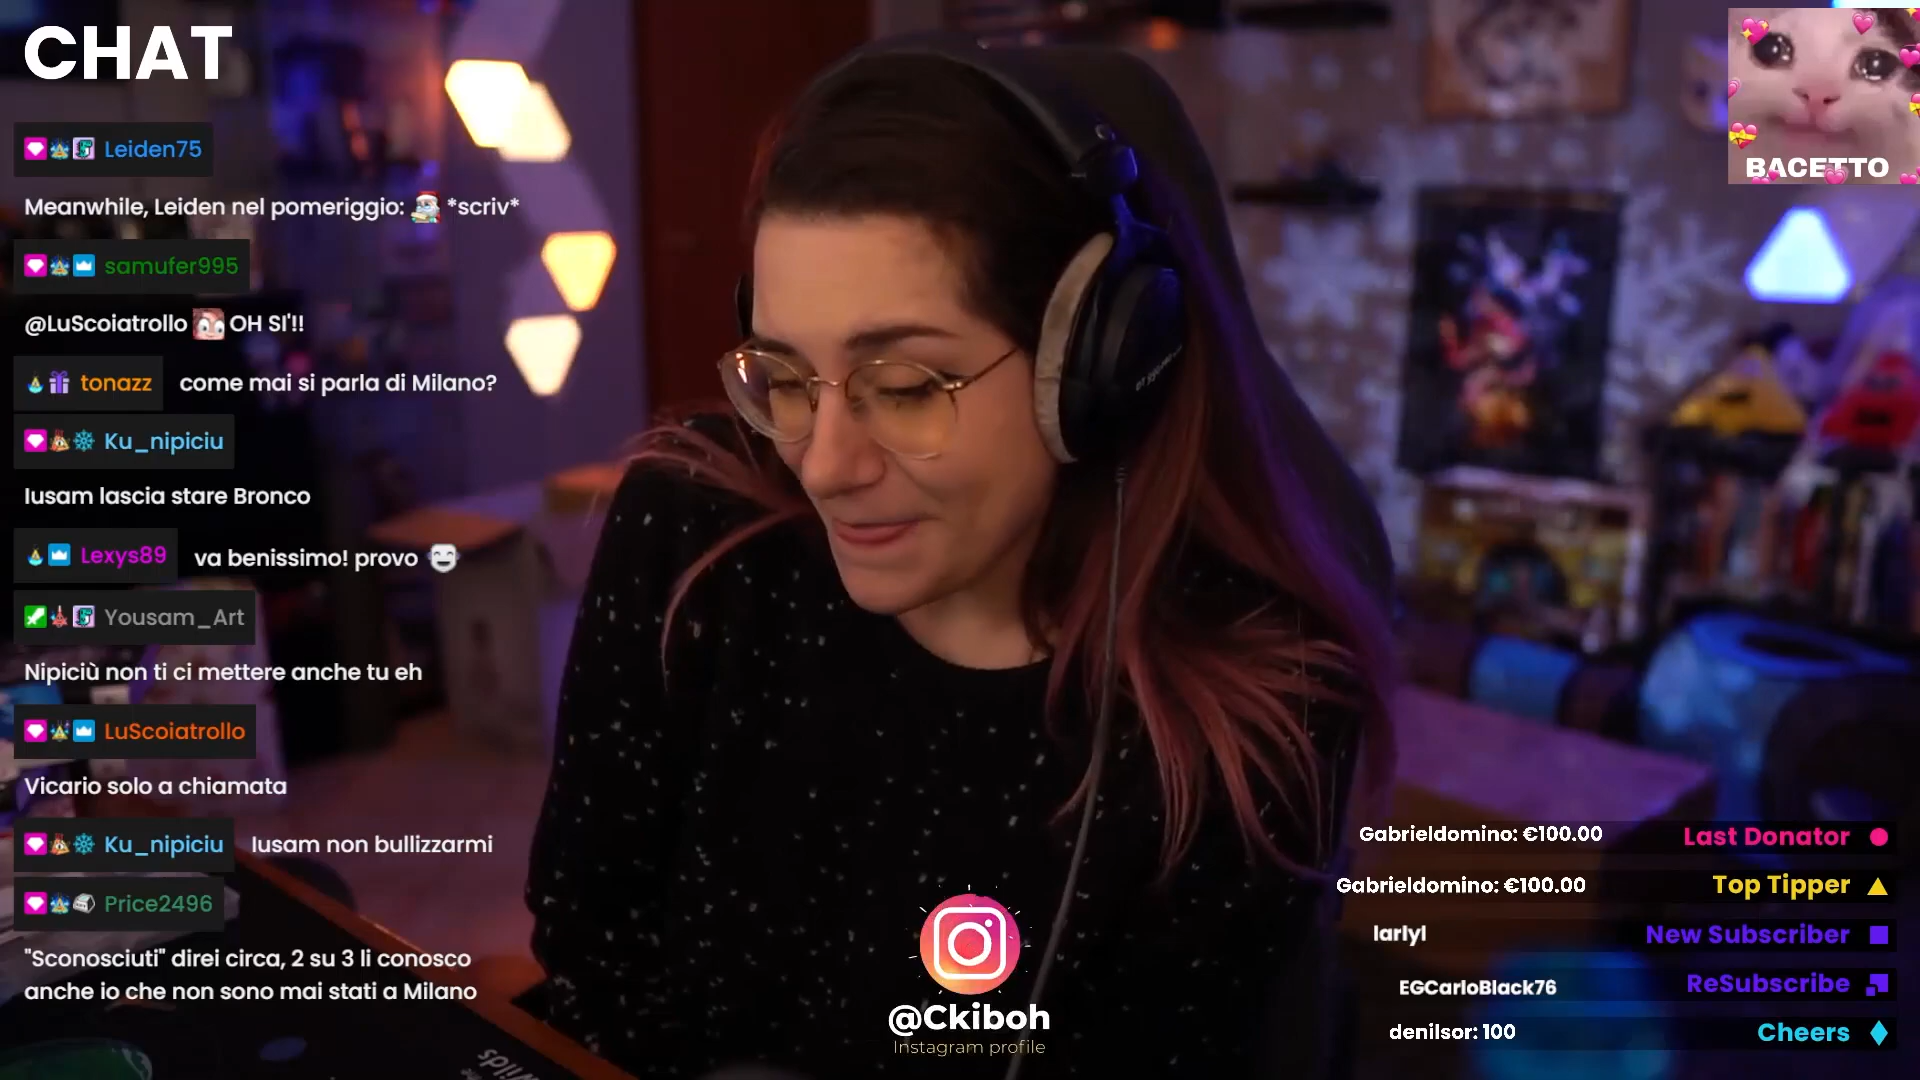 CHAT
Leiden75
Meanwhile, Leiden nel pomeriggio: *scriv*
samufer995
@LuScoiatrollo OH SI'!!
tonazz come mai si parla di Milano?
Ku_nipiciu
Iusam lascia stare Bronco
Lexys89 va benissimo! provo
Yousam_Art
Nipiciù non ti ci mettere anche tu eh
LuScoiatrollo
Vicario solo a chiamata
Ku_nipiciu Iusam non bullizzarmi
Price2496
"Sconosciuti" direi circa, 2 su 3 li conosco
anche io che non sono mai stati a Milano
BACETTO
@Ckiboh
Instagram profile
Gabrieldomino: €100.00 Last Donator
Gabrieldomino: €100.00 Top Tipper
larlyl New Subscriber
EGCarloBlack76 ReSubscribe
denilsor: 100 Cheers